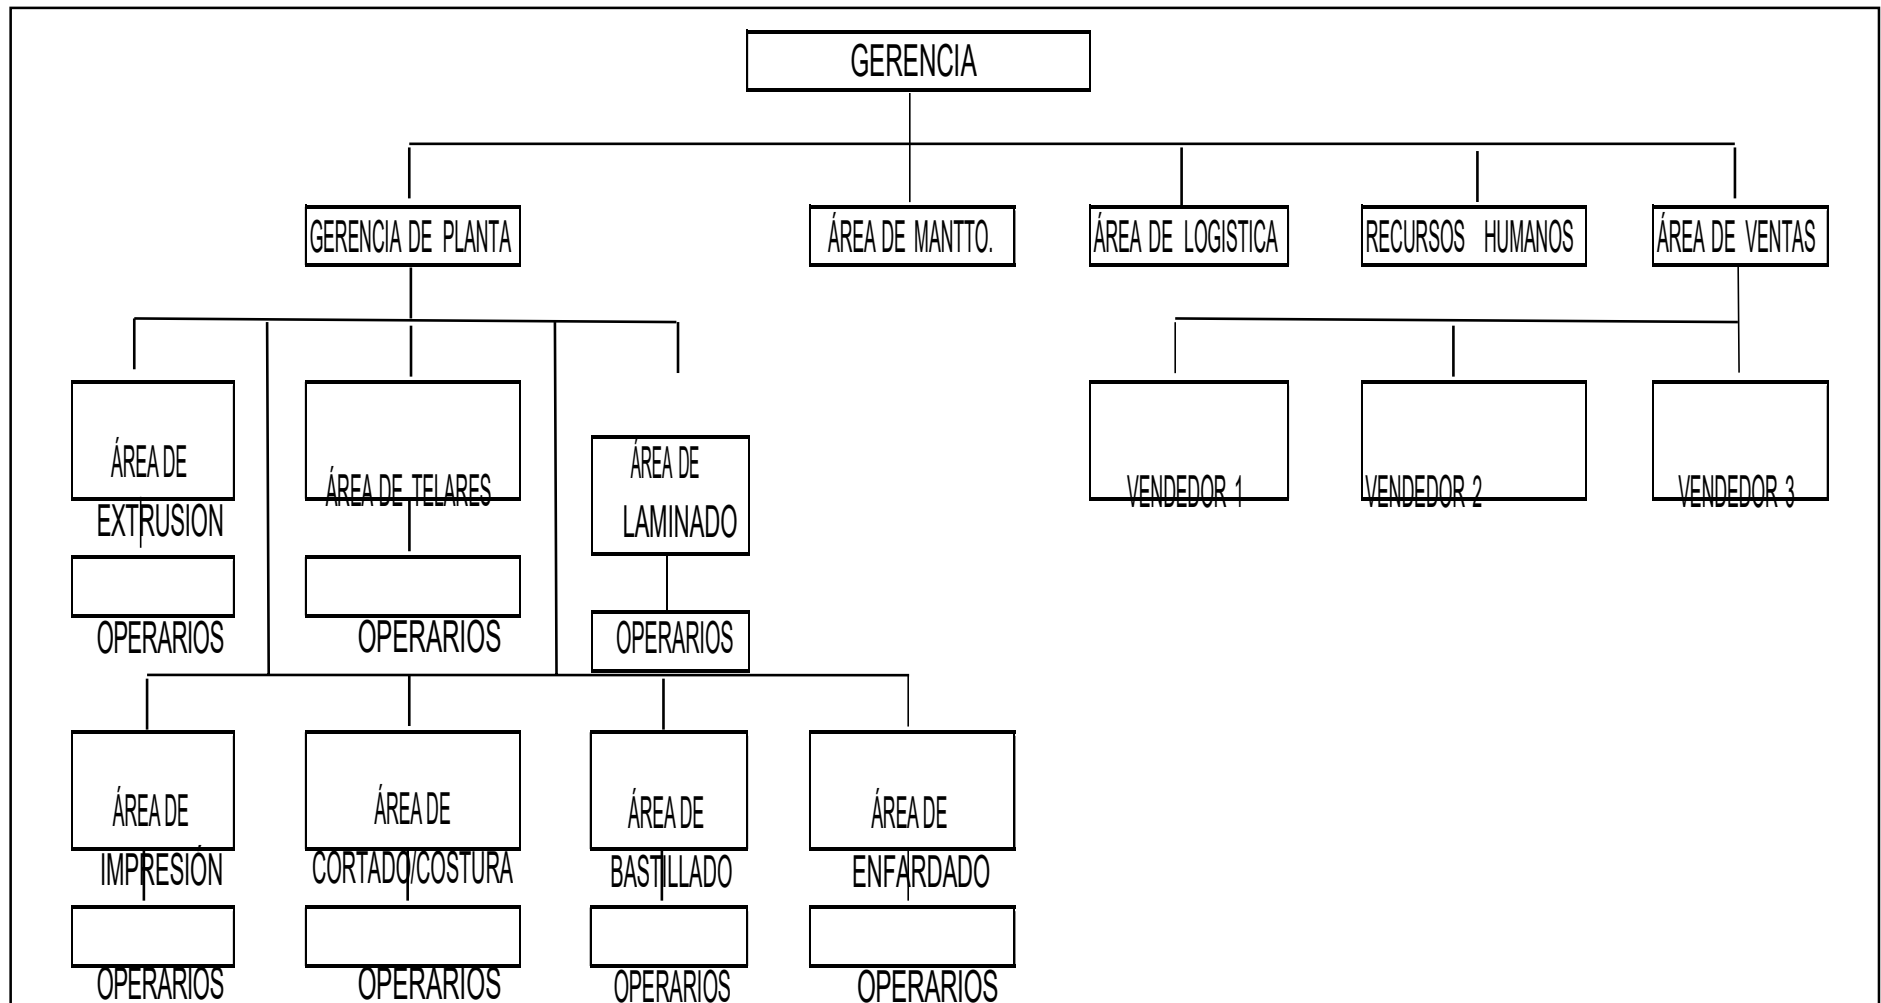 GERENCIA
GERENCIA DE PLANTA
ÁREA DE MANTTO.
ÁREA DE LOGISTICA
RECURSOS HUMANOS
ÁREA DE VENTAS
ÁREA DE
EXTRUSION
ÁREA DE TELARES
ÁREA DE
LAMINADO
VENDEDOR 1
VENDEDOR 2
VENDEDOR 3
OPERARIOS
OPERARIOS
OPERARIOS
ÁREA DE
IMPRESIÓN
ÁREA DE
CORTADO/COSTURA
ÁREA DE
BASTILLADO
ÁREA DE
ENFARDADO
OPERARIOS
OPERARIOS
OPERARIOS
OPERARIOS